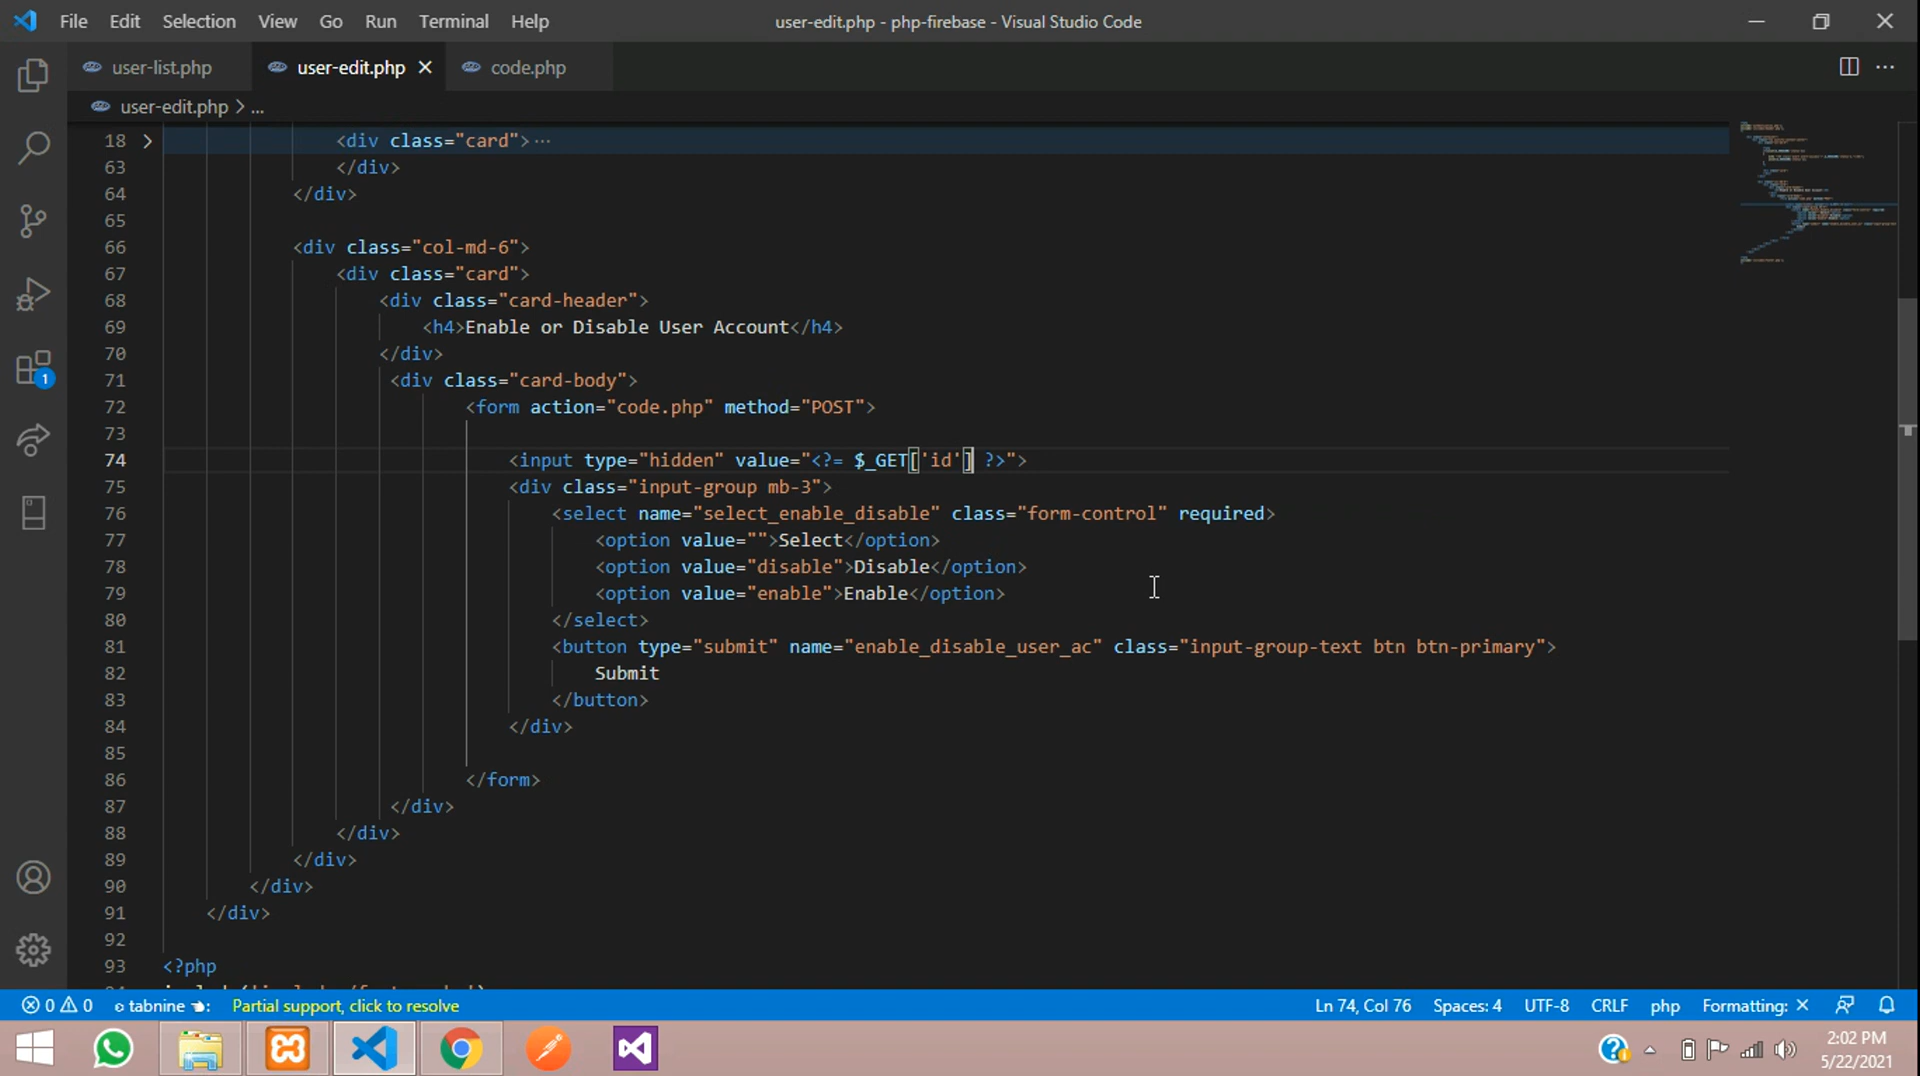 File Edit Selection View Go Run Terminal Help user-edit.php - php-firebase - Visual Studio Code
user-list.php user-edit.php code.php
user-edit.php > ...
18 <div class="card"> ...
63 </div>
64 </div>
65
66 <div class="col-md-6">
67 <div class="card">
68 <div class="card-header">
69 <h4>Enable or Disable User Account</h4>
70 </div>
71 <div class="card-body">
72 <form action="code.php" method="POST">
73
74 <input type="hidden" value="<?= $_GET['id'] ?>">
75 <div class="input-group mb-3">
76 <select name="select_enable_disable" class="form-control" required>
77 <option value="">Select</option>
78 <option value="disable">Disable</option>
79 <option value="enable">Enable</option>
80 </select>
81 <button type="submit" name="enable_disable_user_ac" class="input-group-text btn btn-primary">
82 Submit
83 </button>
84 </div>
85
86 </form>
87 </div>
88 </div>
89 </div>
90 </div>
91 </div>
92
93 <?php
1
0 0 tabnine Partial support, click to resolve Ln 74, Col 76 Spaces: 4 UTF-8 CRLF php Formatting: ×
2:02 PM
5/22/2021